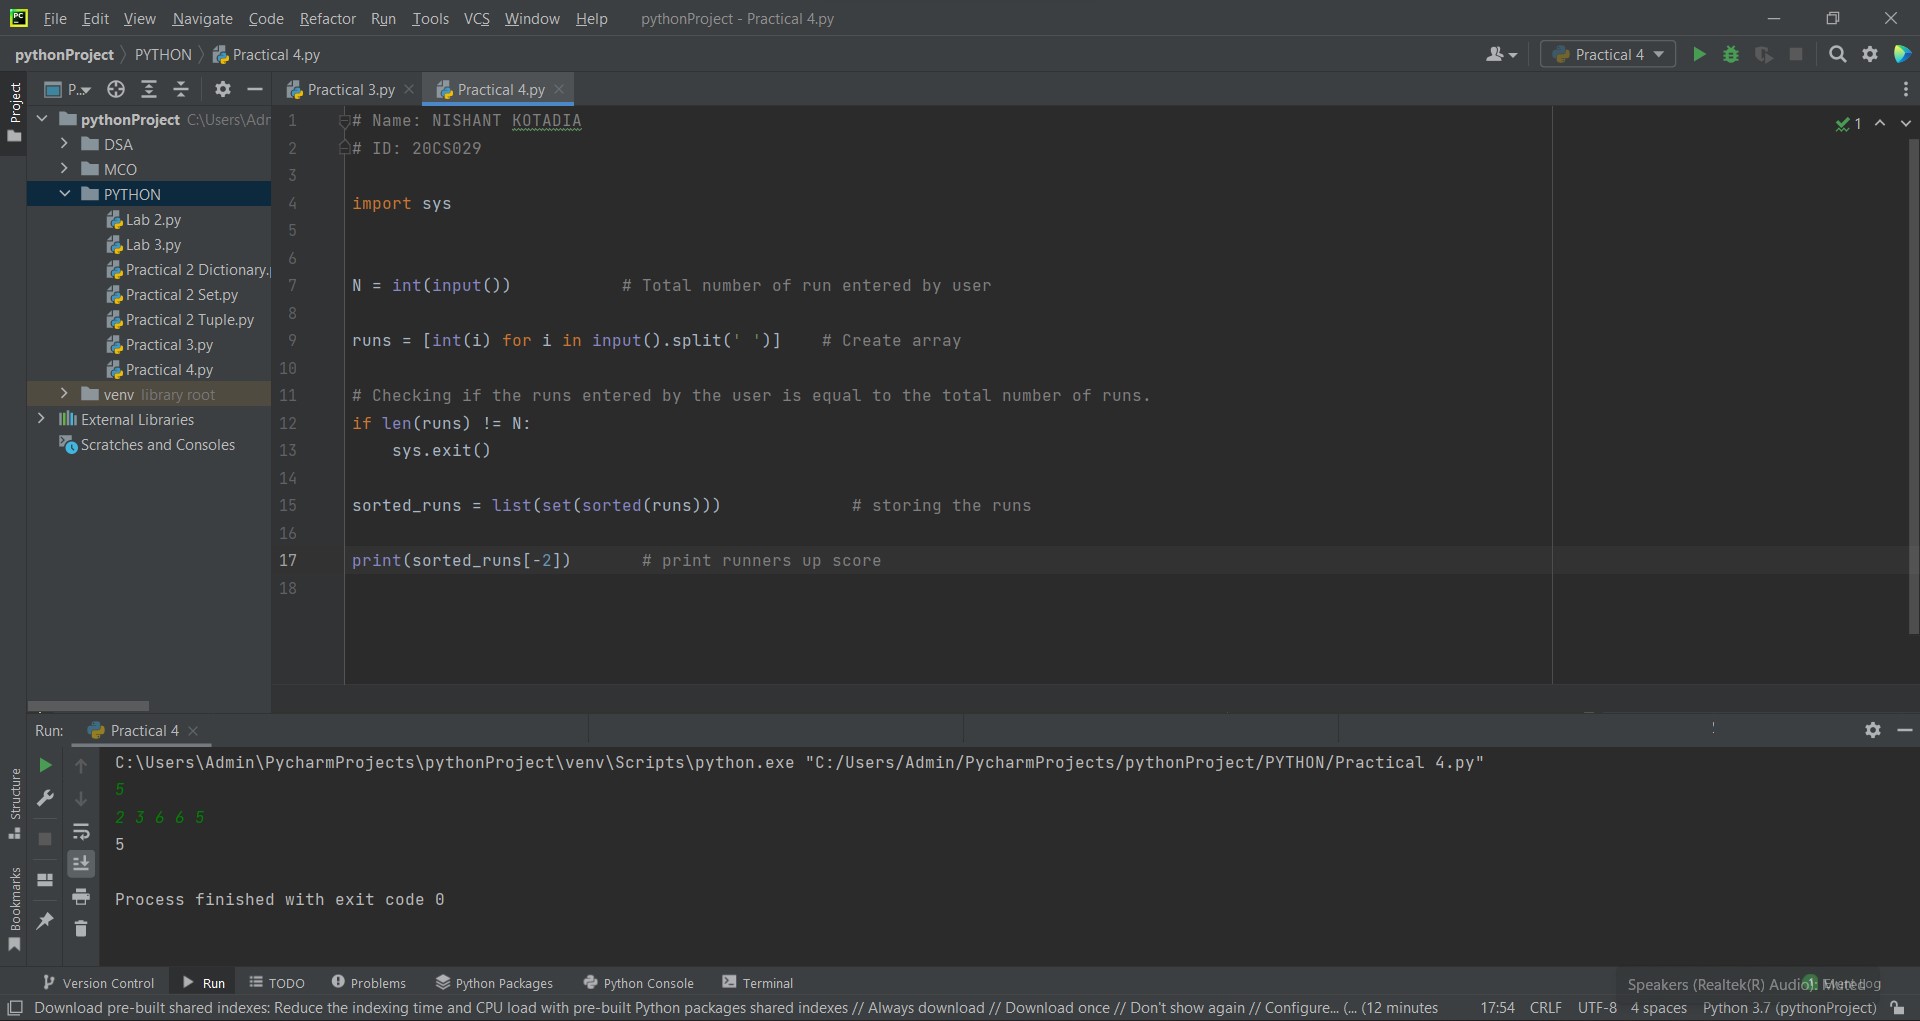 File Edit View Navigate Code Refactor Run Tools VCS Window Help pythonProject - Practical 4.py
pythonProject PYTHON Practical 4.py
Practical 4
Project
P...
Practical 3.py
Practical 4.py
pythonProject C:\Users\Adr
DSA
MCO
PYTHON
Lab 2.py
Lab 3.py
Practical 2 Dictionary.
Practical 2 Set.py
Practical 2 Tuple.py
Practical 3.py
Practical 4.py
venv library root
External Libraries
Scratches and Consoles
1 # Name: NISHANT KOTADIA
2 # ID: 20CS029
3
4 import sys
5
6
7 N = int(input()) # Total number of run entered by user
8
9 runs = [int(i) for i in input().split(' ')] # Create array
10
11 # Checking if the runs entered by the user is equal to the total number of runs.
12 if len(runs) != N:
13 sys.exit()
14
15 sorted_runs = list(set(sorted(runs))) # storing the runs
16
17 print(sorted_runs[-2]) # print runners up score
18
1
Run: Practical 4
C:\Users\Admin\PycharmProjects\pythonProject\venv\Scripts\python.exe "C:/Users/Admin/PycharmProjects/pythonProject/PYTHON/Practical 4.py"
5
2 3 6 6 5
5
Process finished with exit code 0
Structure
Bookmarks
Version Control Run TODO Problems Python Packages Python Console Terminal
Speakers (Realtek(R) Audio):
Download pre-built shared indexes: Reduce the indexing time and CPU load with pre-built Python packages shared indexes // Always download // Download once // Don't show again // Configure... (... (12 minutes 17:54 CRLF UTF-8 4 spaces Python 3.7 (pythonProject)